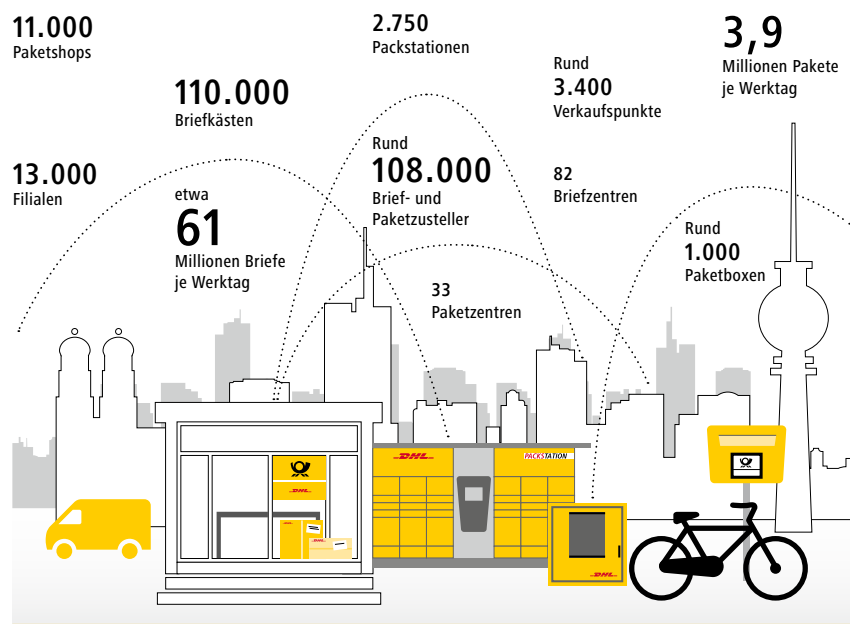 11.000
Paketshops
2.750
Packstationen
3,9
Millionen Pakete
je Werktag
Rund
3.400
Verkaufspunkte
110.000
Briefkästen
13.000
Filialen
etwa
61
Millionen Briefe
je Werktag
Rund
108.000
Brief- und
Paketzusteller
82
Briefzentren
Rund
1.000
Paketboxen
33
Paketzentren
DHL
PACKSTATION
DHL
DHL
DHL